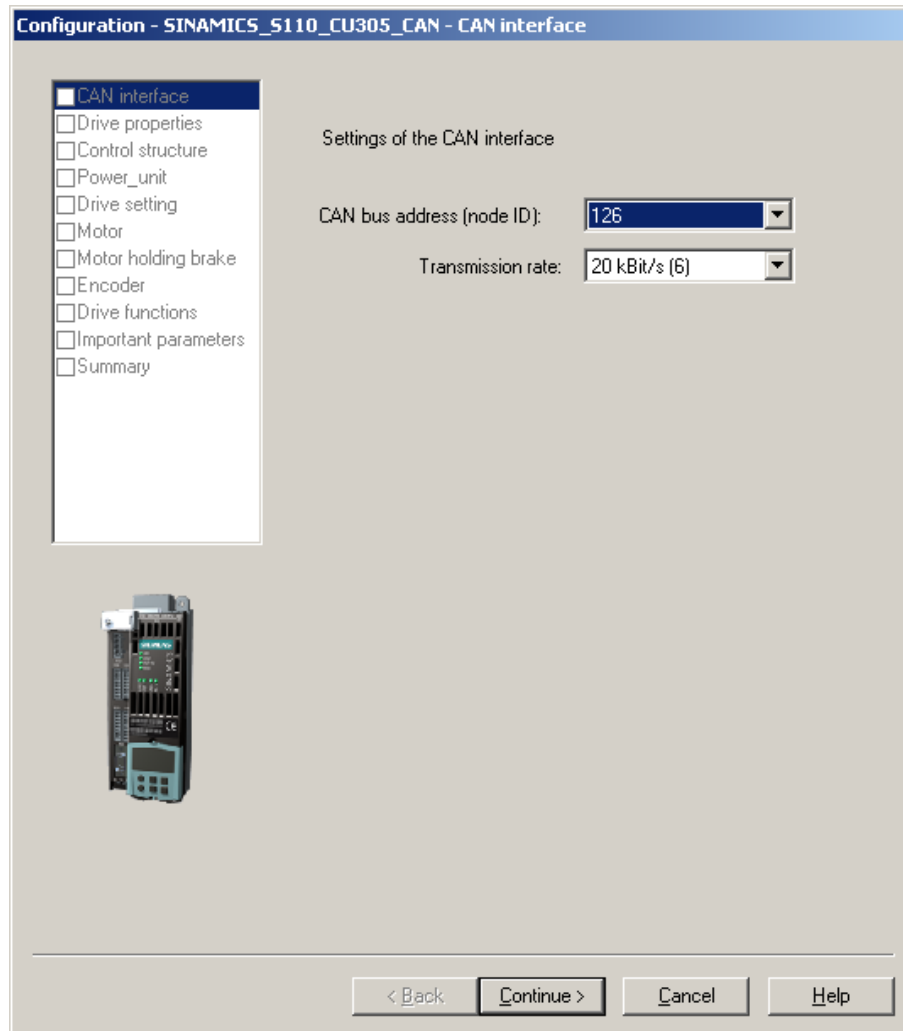 Configuration - SINAMICS_S110_CU305_CAN - CAN interface
CAN interface
Drive properties
Control structure
Power_unit
Drive setting
Motor
Motor holding brake
Encoder
Drive functions
Important parameters
Summary
Settings of the CAN interface
CAN bus address (node ID): 126
Transmission rate: 20 kBit/s (6)
SIEMENS
< Back Continue > Cancel Help